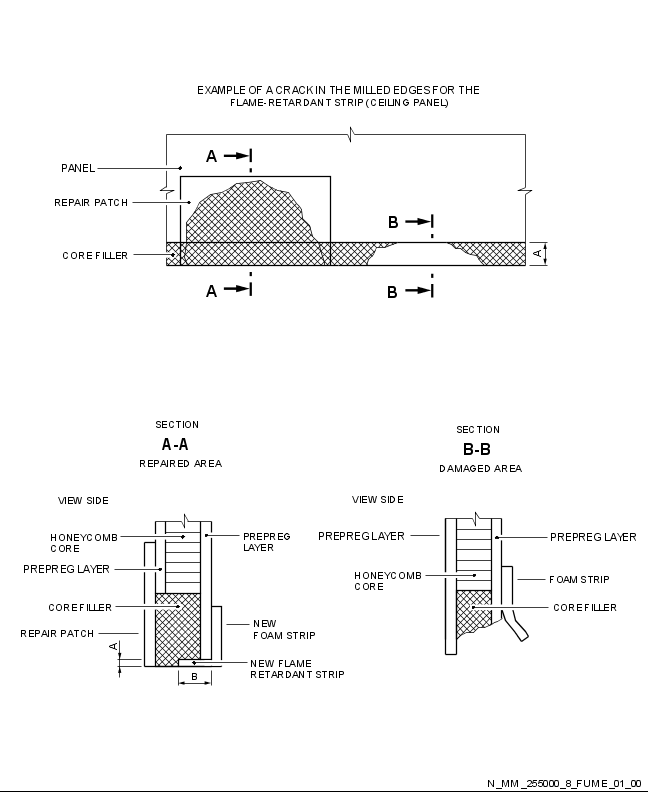 EXAMPLE OF A CRACK IN THE MILLED EDGES FOR THE
FLAME-RETARDANT STRIP (CEILING PANEL)
A
PANEL
REPAIR PATCH
B
CORE FILLER
A
A
B
SECTION
A-A
REPAIRED AREA
SECTION
B-B
DAMAGED AREA
VIEW SIDE
HONEYCOMB
CORE
PREPREG
LAYER
PREPREG LAYER
CORE FILLER
REPAIR PATCH
NEW
FOAM STRIP
A
B
NEW FLAME
RETARDANT STRIP
VIEW SIDE
PREPREG LAYER
PREPREG LAYER
HONEYCOMB
CORE
FOAM STRIP
CORE FILLER
N_MM_255000_8_FUME_01_00